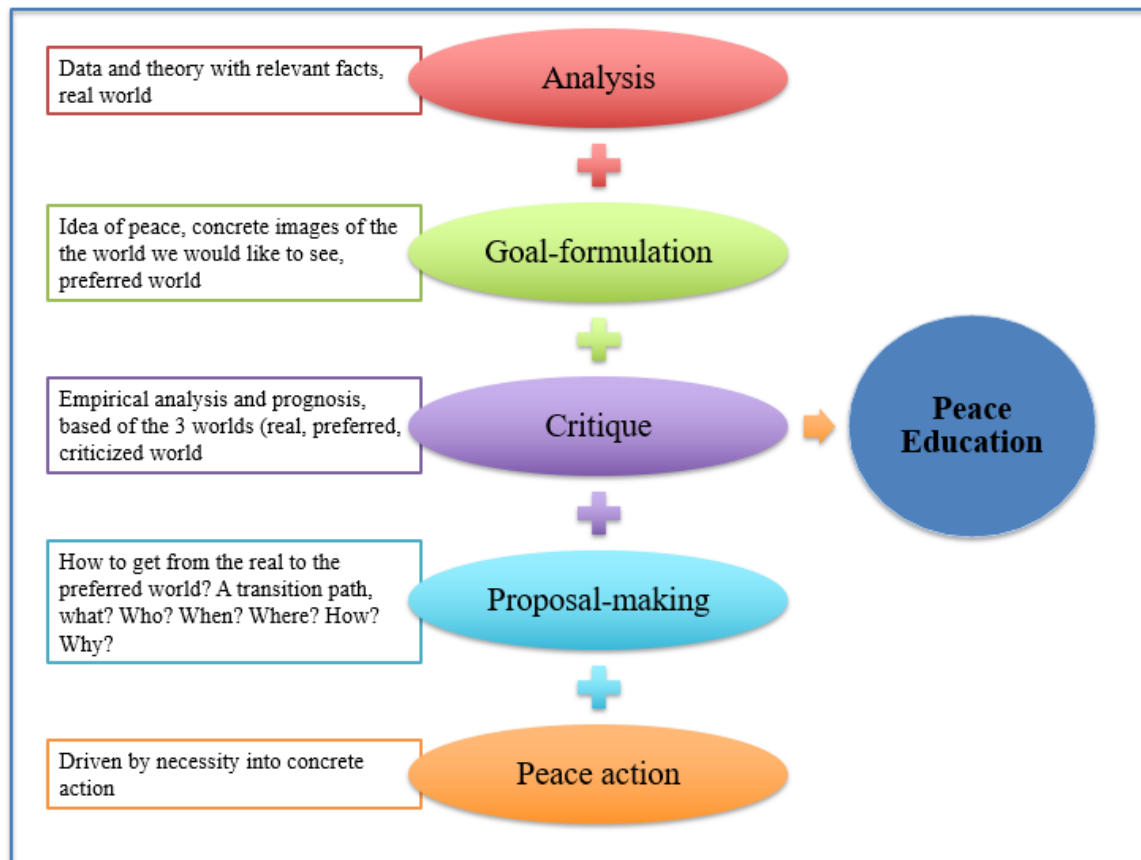 Data and theory with relevant facts,
real world
Analysis
Idea of peace, concrete images of the
the world we would like to see,
preferred world
Goal-formulation
Empirical analysis and prognosis,
based of the 3 worlds (real, preferred,
criticized world
Critique
Peace
Education
How to get from the real to the
preferred world? A transition path,
what? Who? When? Where? How?
Why?
Proposal-making
Driven by necessity into concrete
action
Peace action